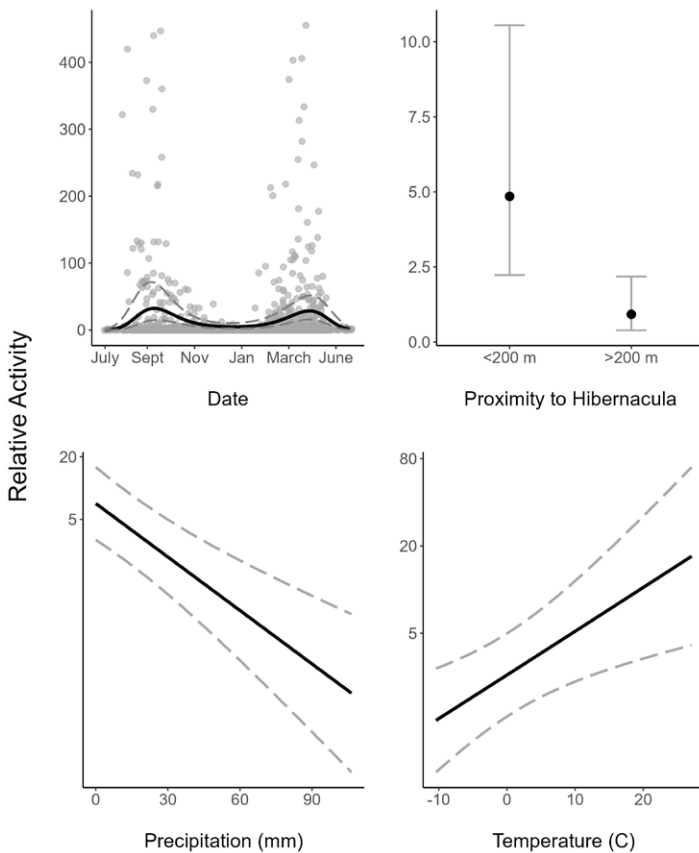 Relative Activity
400
300
200
100
0
July Sept Nov Jan March June
Date
10.0
7.5
5.0
2.5
0.0
<200 m >200 m
Proximity to Hibernacula
20
5
0 30 60 90
Precipitation (mm)
80
20
5
-10 0 10 20
Temperature (C)